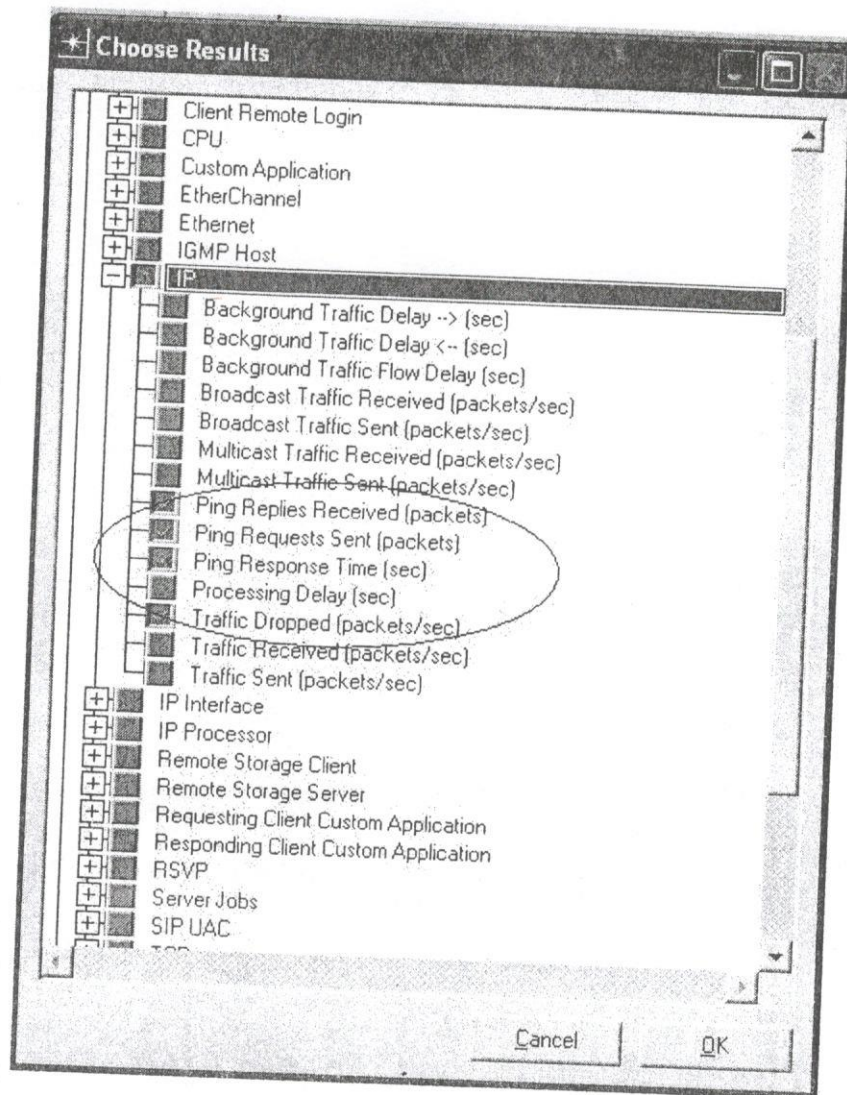 Choose Results
Client Remote Login
CPU
Custom Application
EtherChannel
Ethernet
IGMP Host
IP
Background Traffic Delay --> (sec)
Background Traffic Delay <-- (sec)
Background Traffic Flow Delay (sec)
Broadcast Traffic Received (packets/sec)
Broadcast Traffic Sent (packets/sec)
Multicast Traffic Received (packets/sec)
Multicast Traffic Sent (packets/sec)
Ping Replies Received (packets)
Ping Requests Sent (packets)
Ping Response Time (sec)
Processing Delay (sec)
Traffic Dropped (packets/sec)
Traffic Received (packets/sec)
Traffic Sent (packets/sec)
IP Interface
IP Processor
Remote Storage Client
Remote Storage Server
Requesting Client Custom Application
Responding Client Custom Application
RSVP
Server Jobs
SIP UAC
Cancel
OK